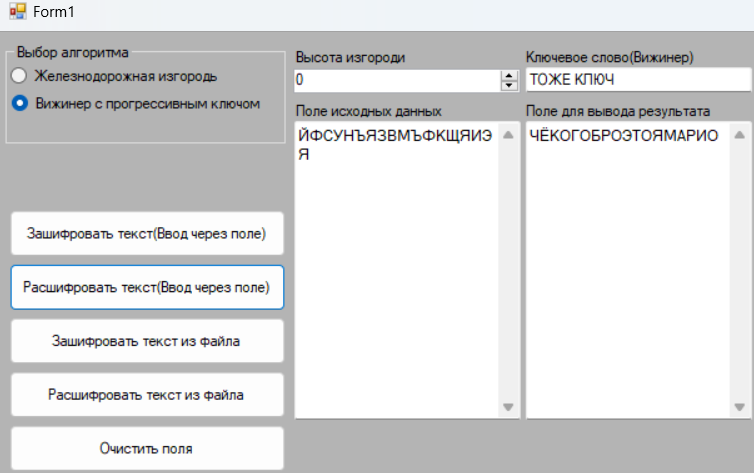 Form1
Выбор алгоритма
Железнодорожная изгородь
Вижинер с прогрессивным ключом
Высота изгороди
0
Ключевое слово(Вижинер)
ТОЖЕ КЛЮЧ
Поле исходных данных
ЙФСУНЪЯЗВМЪФКЩЯИЭ
Я
Поле для вывода результата
ЧЁКОГОБРОЭТОЯМАРИО
Зашифровать текст(Ввод через поле)
Расшифровать текст(Ввод через поле)
Зашифровать текст из файла
Расшифровать текст из файла
Очистить поля